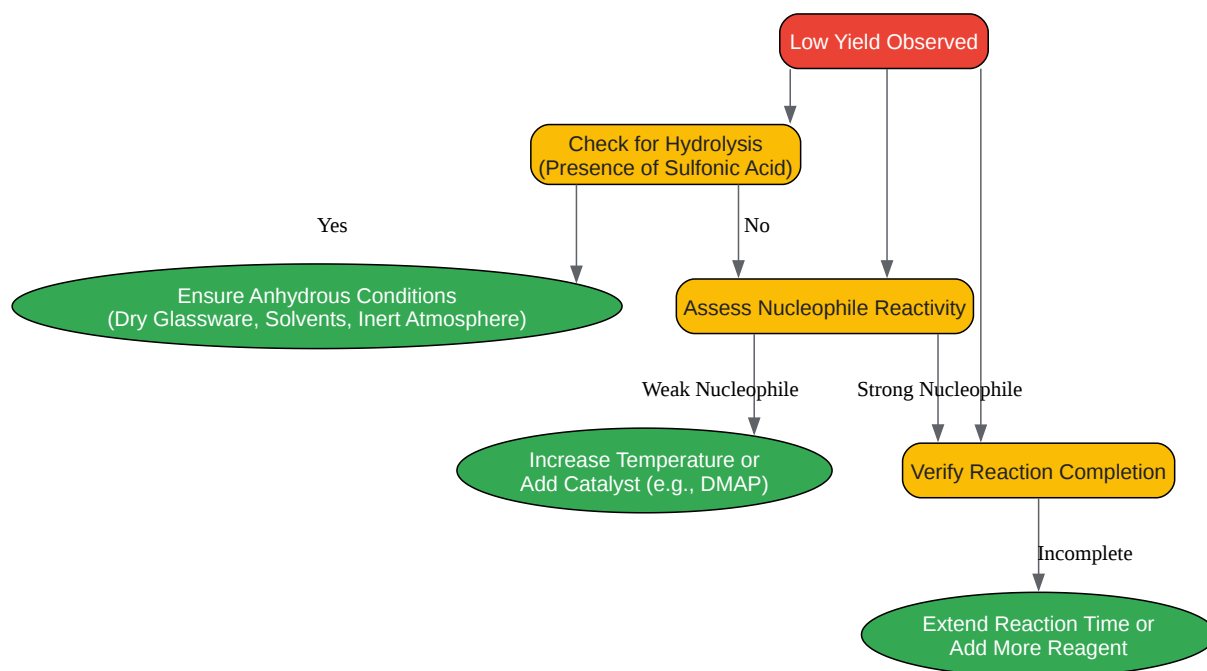 Low Yield Observed
Check for Hydrolysis
(Presence of Sulfonic Acid)
Yes
No
Ensure Anhydrous Conditions
(Dry Glassware, Solvents, Inert Atmosphere)
Assess Nucleophile Reactivity
Weak Nucleophile
Strong Nucleophile
Increase Temperature or
Add Catalyst (e.g., DMAP)
Verify Reaction Completion
Incomplete
Extend Reaction Time or
Add More Reagent